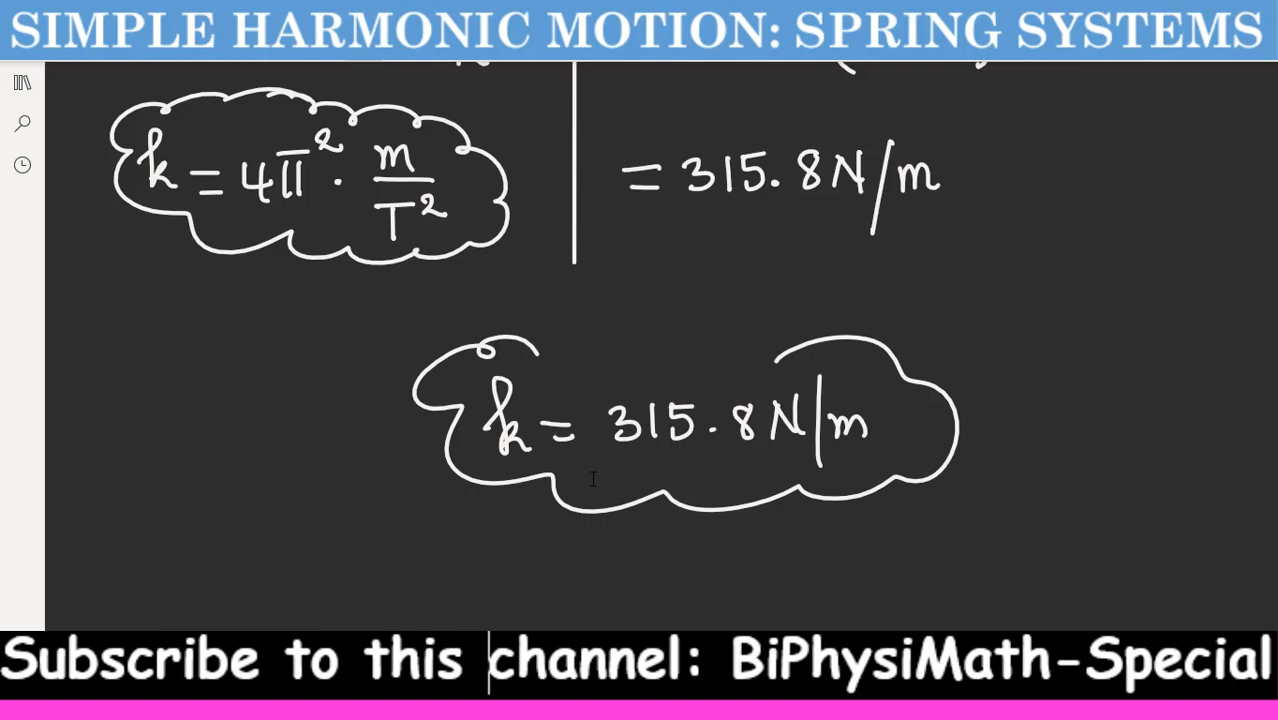 SIMPLE HARMONIC MOTION: SPRING SYSTEMS
k = 4π² · m/T²
= 315.8 N/m
k = 315.8 N/m
Subscribe to this channel: BiPhysiMath-Special